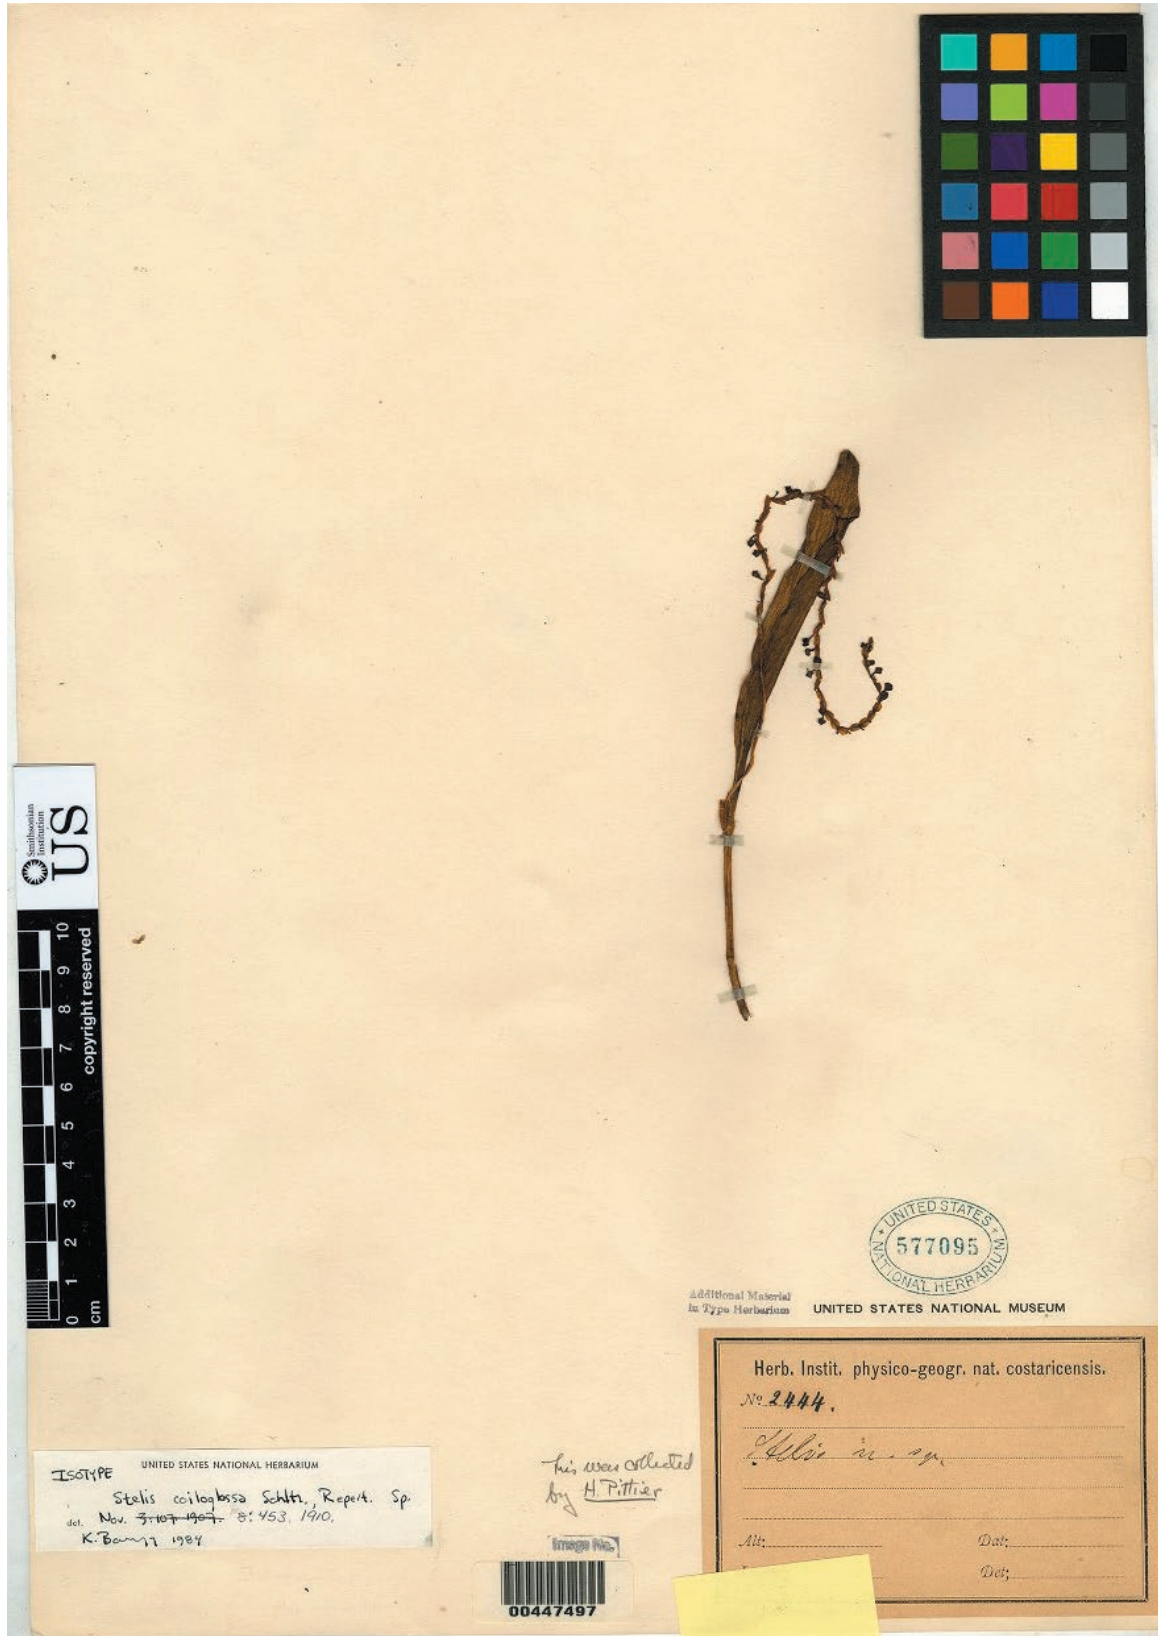 Smithsonian
Institution
US
10
9
8
7
6
5
4
3
2
1
0
cm
copyright reserved
UNITED STATES
577095
NATIONAL HERBARIUM
Additional Material
in Type Herbarium
UNITED STATES NATIONAL MUSEUM
Herb. Instit. physico-geogr. nat. costaricensis.
No 2444.
Stelis n. sp.
Alt:
Dat:
Det:
This was collected
by H. Pittier
ISOTYPE UNITED STATES NATIONAL HERBARIUM
Stelis coiloglossa Schltr., Repert. Sp.
det. Nov. 3: 107. 1907. 8: 453. 1910.
K. 1984
Image No.
00447497